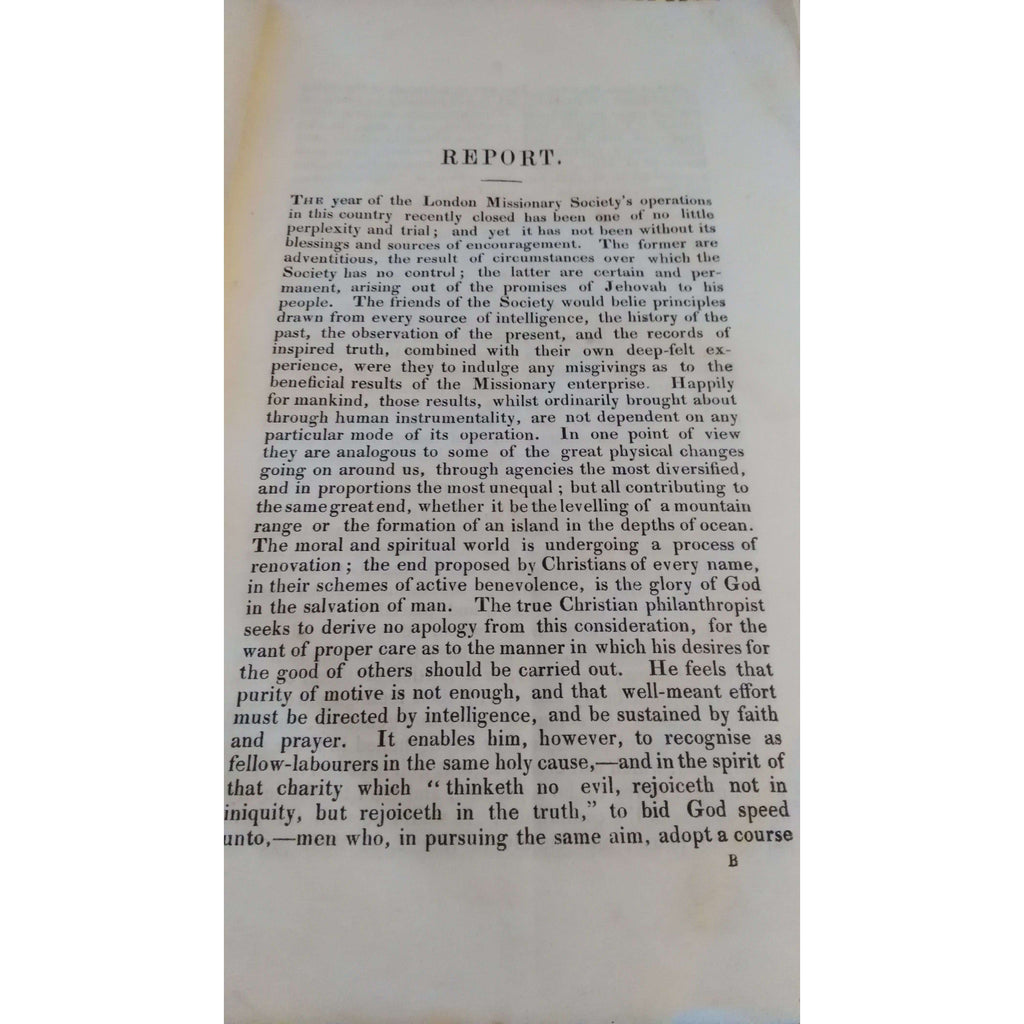 REPORT.
THE year of the London Missionary Society's operations
in this country recently closed has been one of no little
perplexity and trial; and yet it has not been without its
blessings and sources of encouragement. The former are
adventitious, the result of circumstances over which the
Society has no control; the latter are certain and per-
manent, arising out of the promises of Jehovah to his
people. The friends of the Society would belie principles
drawn from every source of intelligence, the history of the
past, the observation of the present, and the records of
inspired truth, combined with their own deep-felt ex-
perience, were they to indulge any misgivings as to the
beneficial results of the Missionary enterprise. Happily
for mankind, those results, whilst ordinarily brought about
through human instrumentality, are not dependent on any
particular mode of its operation. In one point of view
they are analogous to some of the great physical changes
going on around us, through agencies the most diversified,
and in proportions the most unequal; but all contributing to
the same great end, whether it be the levelling of a mountain
range or the formation of an island in the depths of ocean.
The moral and spiritual world is undergoing a process of
renovation; the end proposed by Christians of every name,
in their schemes of active benevolence, is the glory of God
in the salvation of man. The true Christian philanthropist
seeks to derive no apology from this consideration, for the
want of proper care as to the manner in which his desires for
the good of others should be carried out. He feels that
purity of motive is not enough, and that well-meant effort
must be directed by intelligence, and be sustained by faith
and prayer. It enables him, however, to recognise as
fellow-labourers in the same holy cause,—and in the spirit of
that charity which "thinketh no evil, rejoiceth not in
iniquity, but rejoiceth in the truth," to bid God speed
unto,—men who, in pursuing the same aim, adopt a course
B